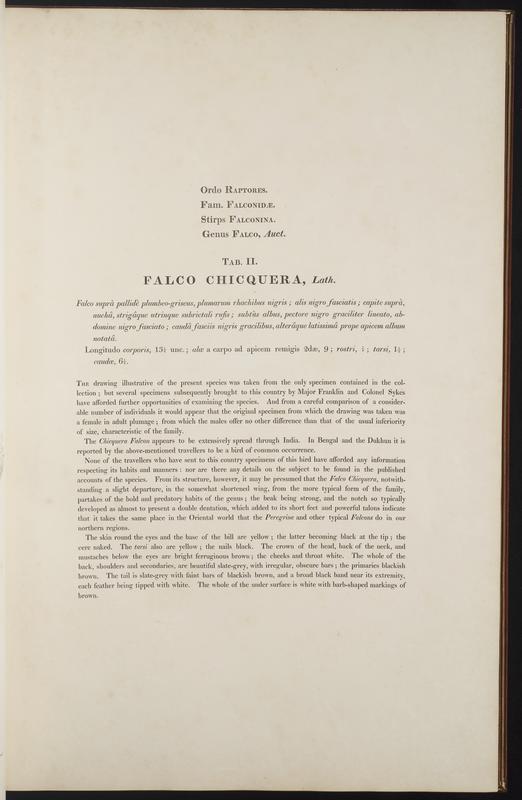 Ordo RAPTORES.
Fam. FALCONIDÆ.
Stirps FALCONINA.
Genus FALCO, Auct.
TAB. II.
FALCO CHICQUERA, Lath.
Falco suprà pallidè plumbeo-griseus, plumarum rhachibus nigris; alis nigro fasciatis; capite suprà,
nuchâ, strigâque utrinque subrictali rufis; subtùs albus, pectore nigro graciliter lineato, ab-
domine nigro fasciato; caudâ fasciis nigris gracilibus, alterâque latissimâ prope apicem album
notatâ.
Longitudo corporis, 13½ unc.; alæ a carpo ad apicem remigis 2dæ, 9; rostri, ; tarsi, 1½;
caudæ, 6½.
THE drawing illustrative of the present species was taken from the only specimen contained in the col-
lection; but several specimens subsequently brought to this country by Major Franklin and Colonel Sykes
have afforded further opportunities of examining the species. And from a careful comparison of a consider-
able number of individuals it would appear that the original specimen from which the drawing was taken was
a female in adult plumage; from which the males offer no other difference than that of the usual inferiority
of size, characteristic of the family.
The Chicquera Falcon appears to be extensively spread through India. In Bengal and the Dukhun it is
reported by the above-mentioned travellers to be a bird of common occurrence.
None of the travellers who have sent to this country specimens of this bird have afforded any information
respecting its habits and manners: nor are there any details on the subject to be found in the published
accounts of the species. From its structure, however, it may be presumed that the Falco Chicquera, notwith-
standing a slight departure, in the somewhat shortened wing, from the more typical form of the family,
partakes of the bold and predatory habits of the genus; the beak being strong, and the notch so typically
developed as almost to present a double dentation, which added to its short feet and powerful talons indicate
that it takes the same place in the Oriental world that the Peregrine and other typical Falcons do in our
northern regions.
The skin round the eyes and the base of the bill are yellow; the latter becoming black at the tip; the
cere naked. The tarsi also are yellow; the nails black. The crown of the head, back of the neck, and
mustaches below the eyes are bright ferruginous brown; the cheeks and throat white. The whole of the
back, shoulders and secondaries, are beautiful slate-grey, with irregular, obscure bars; the primaries blackish
brown. The tail is slate-grey with faint bars of blackish brown, and a broad black band near its extremity,
each feather being tipped with white. The whole of the under surface is white with barb-shaped markings of
brown.